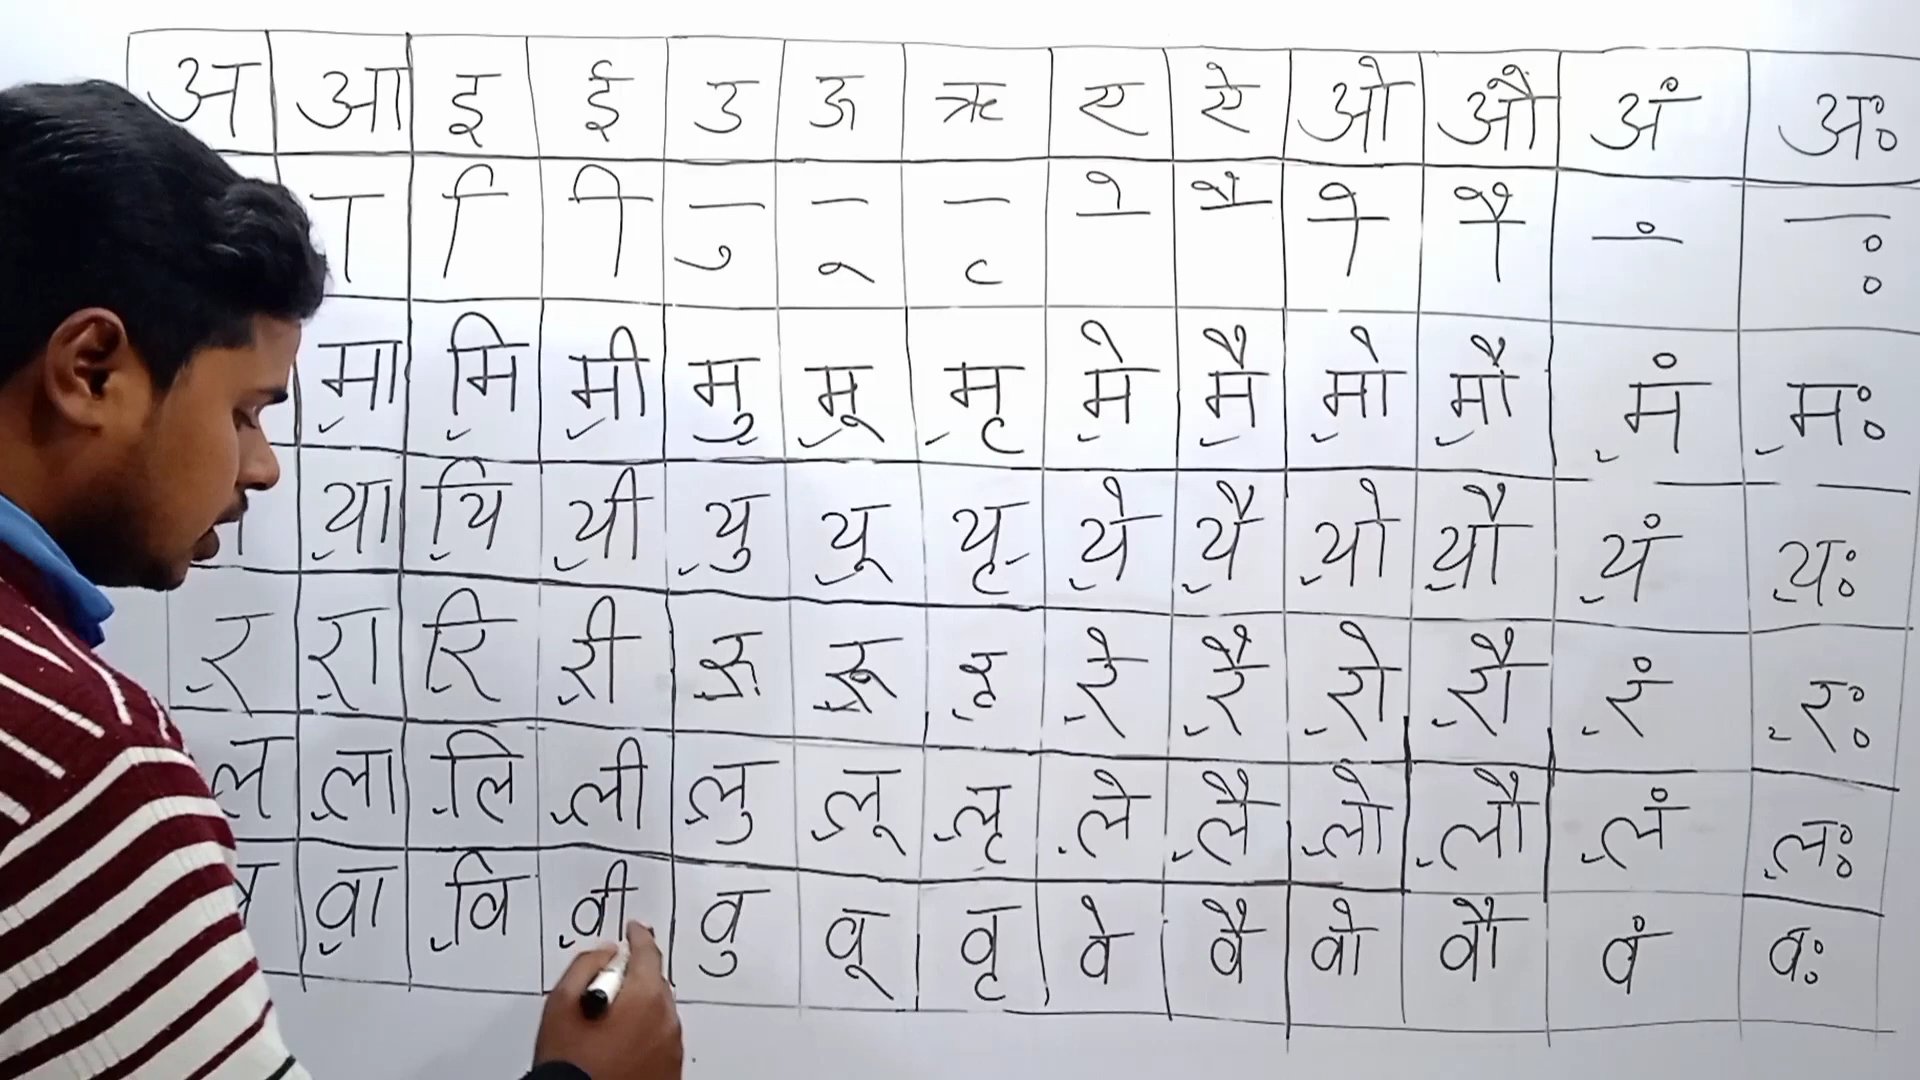 अ आ इ ई उ ऊ ऋ ए ऐ ओ औ अं अः
ा ि ी ु ू ृ े ै ो ौ ं ः
मा मि मी मु मू मृ मे मै मो मौ मं मः
या यि यी यु यू यृ ये यै यो यौ यं यः
र रा रि री रु रू रृ रे रै रो रौ रं रः
ल ला लि ली लु लू लृ ले लै लो लौ लं लः
वा वि वी वु वू वृ वे वै वो वौ वं वः